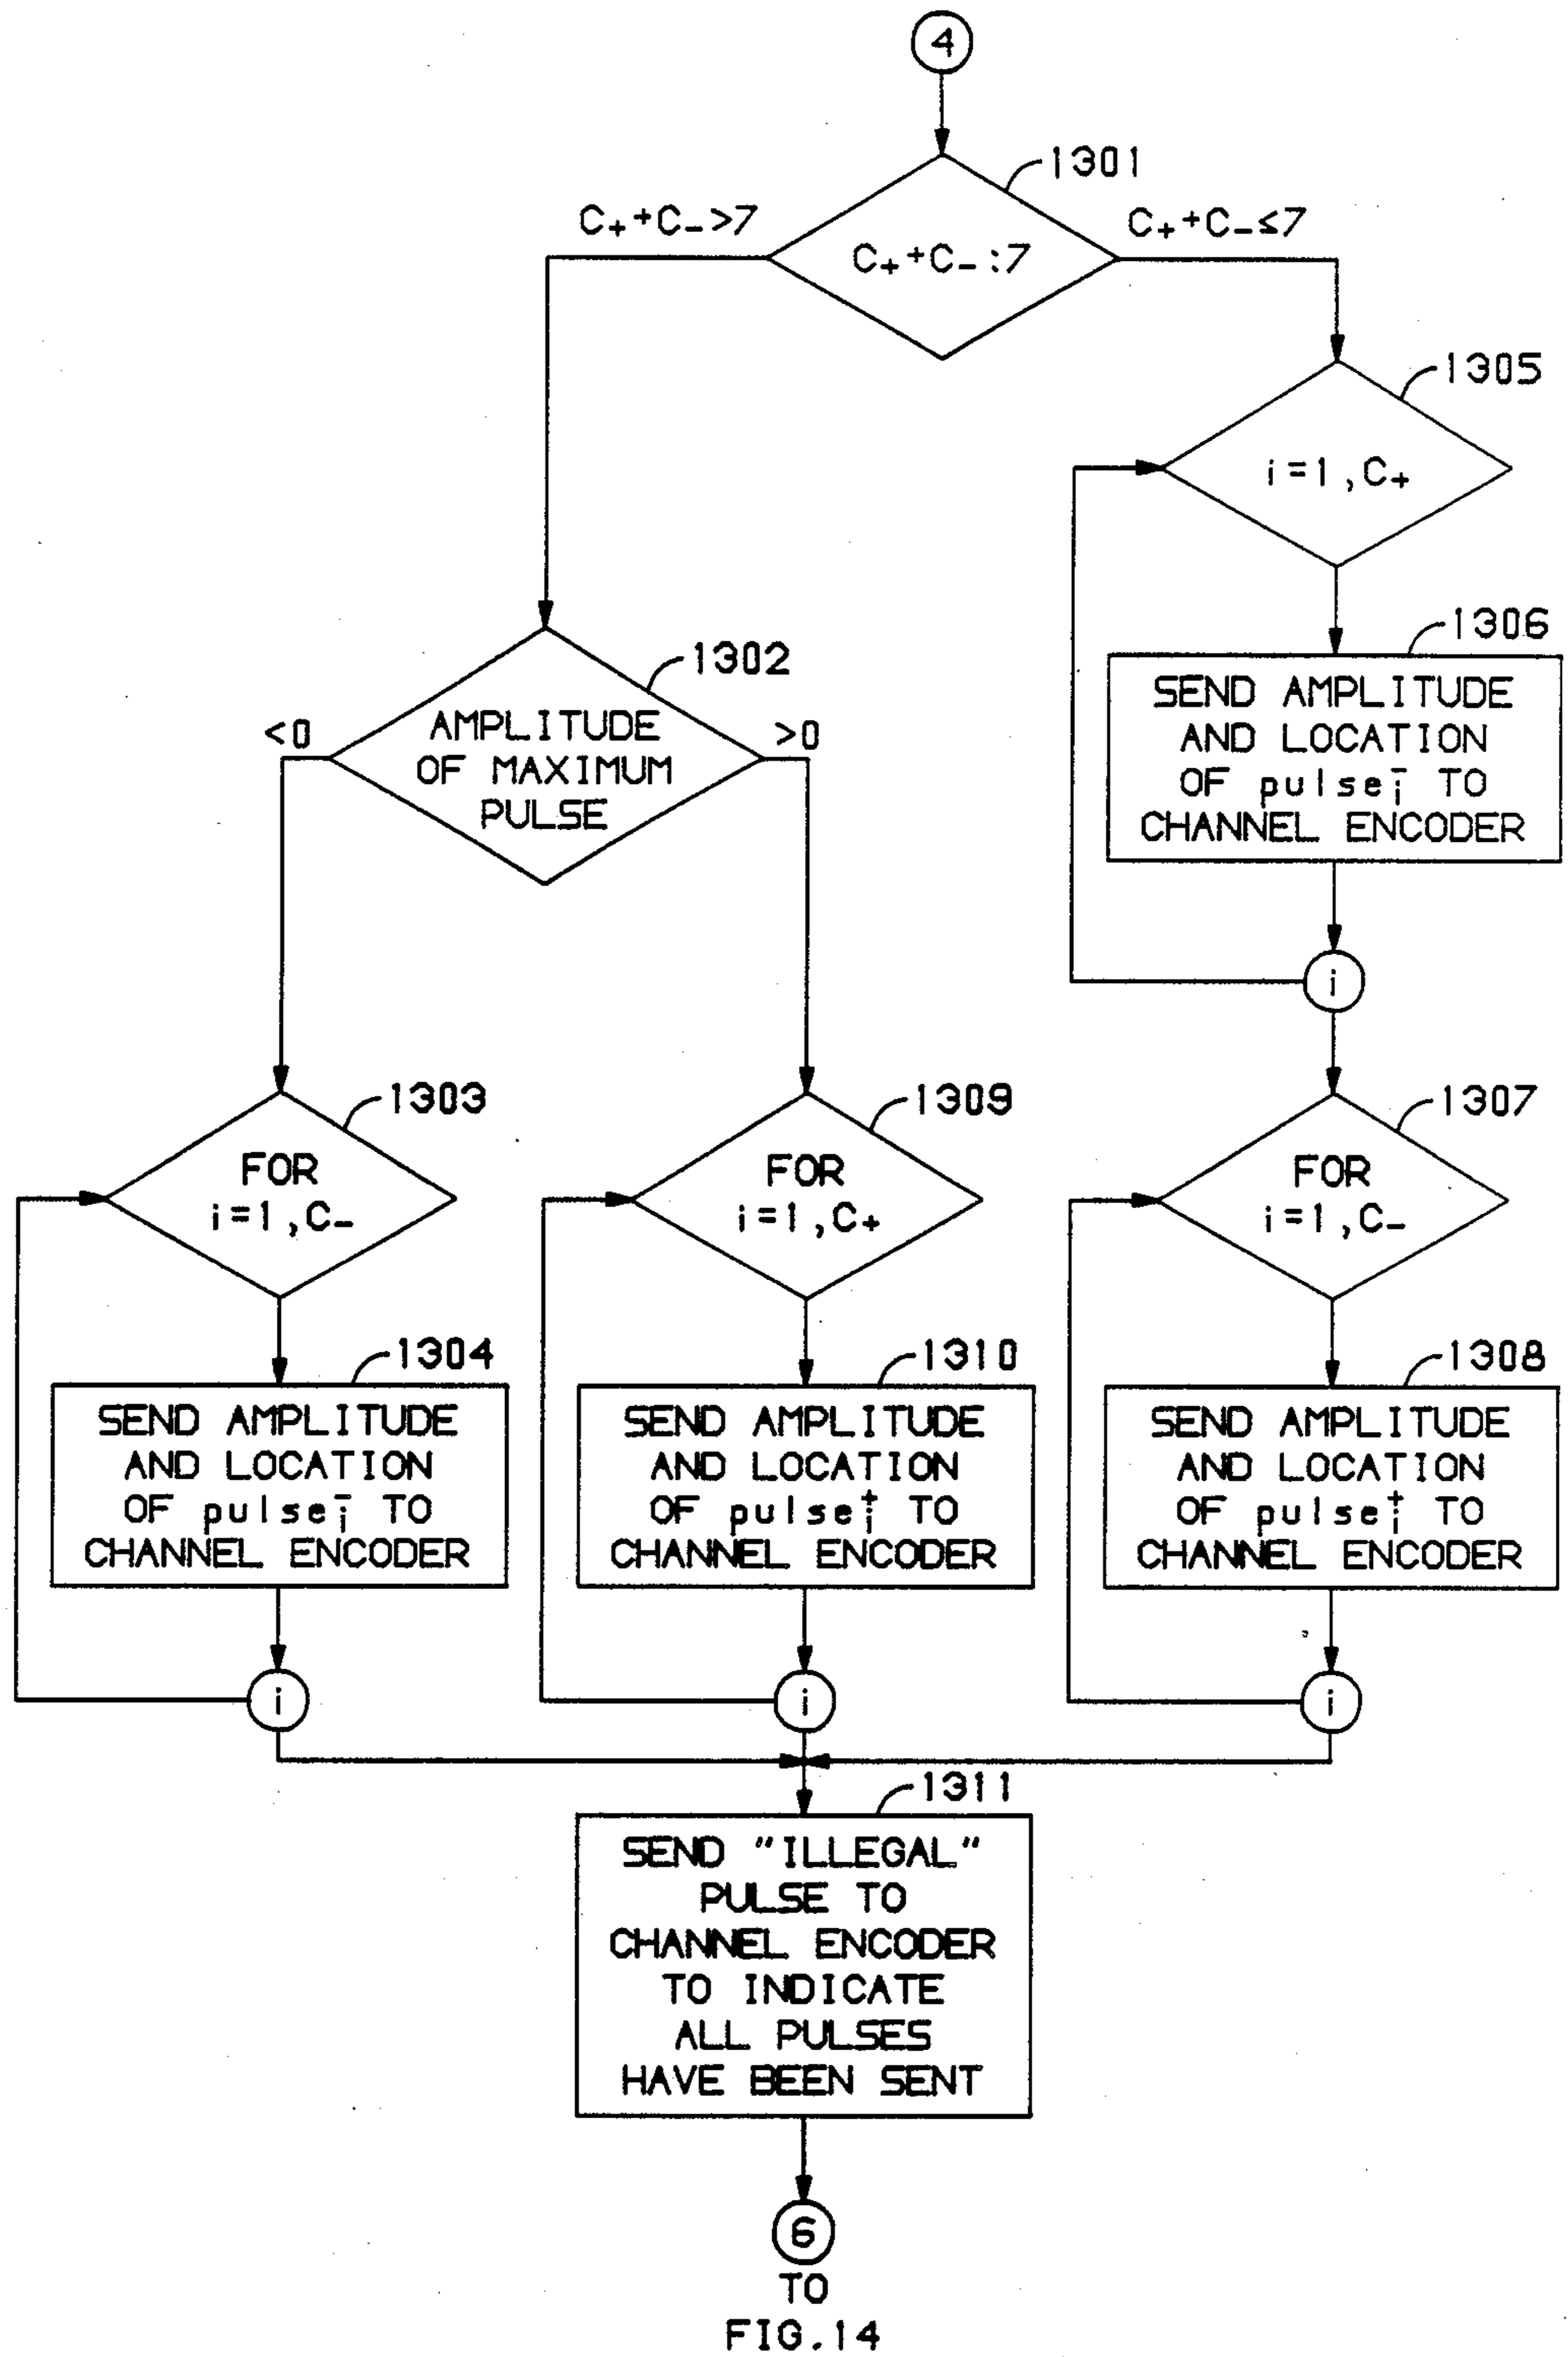 4
1301
C₊+C₋>7
C₊+C₋:7
C₊+C₋≤7
1305
i=1,C₊
1306
SEND AMPLITUDE
AND LOCATION
OF pulseᵢ⁻ TO
CHANNEL ENCODER
i
1302
<0
AMPLITUDE
OF MAXIMUM
PULSE
>0
1303
FOR
i=1,C₋
1304
SEND AMPLITUDE
AND LOCATION
OF pulseᵢ⁻ TO
CHANNEL ENCODER
i
1309
FOR
i=1,C₊
1310
SEND AMPLITUDE
AND LOCATION
OF pulseᵢ⁺ TO
CHANNEL ENCODER
i
1307
FOR
i=1,C₋
1308
SEND AMPLITUDE
AND LOCATION
OF pulseᵢ⁺ TO
CHANNEL ENCODER
i
1311
SEND "ILLEGAL"
PULSE TO
CHANNEL ENCODER
TO INDICATE
ALL PULSES
HAVE BEEN SENT
6
TO
FIG.14